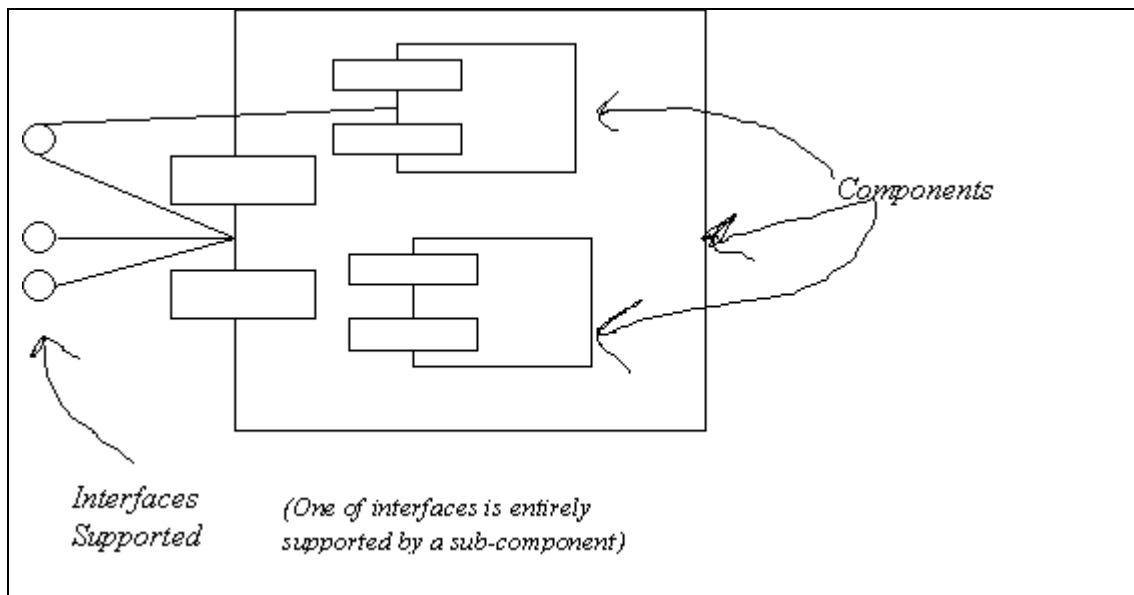 Components
Interfaces
Supported
(One of interfaces is entirely
supported by a sub-component)